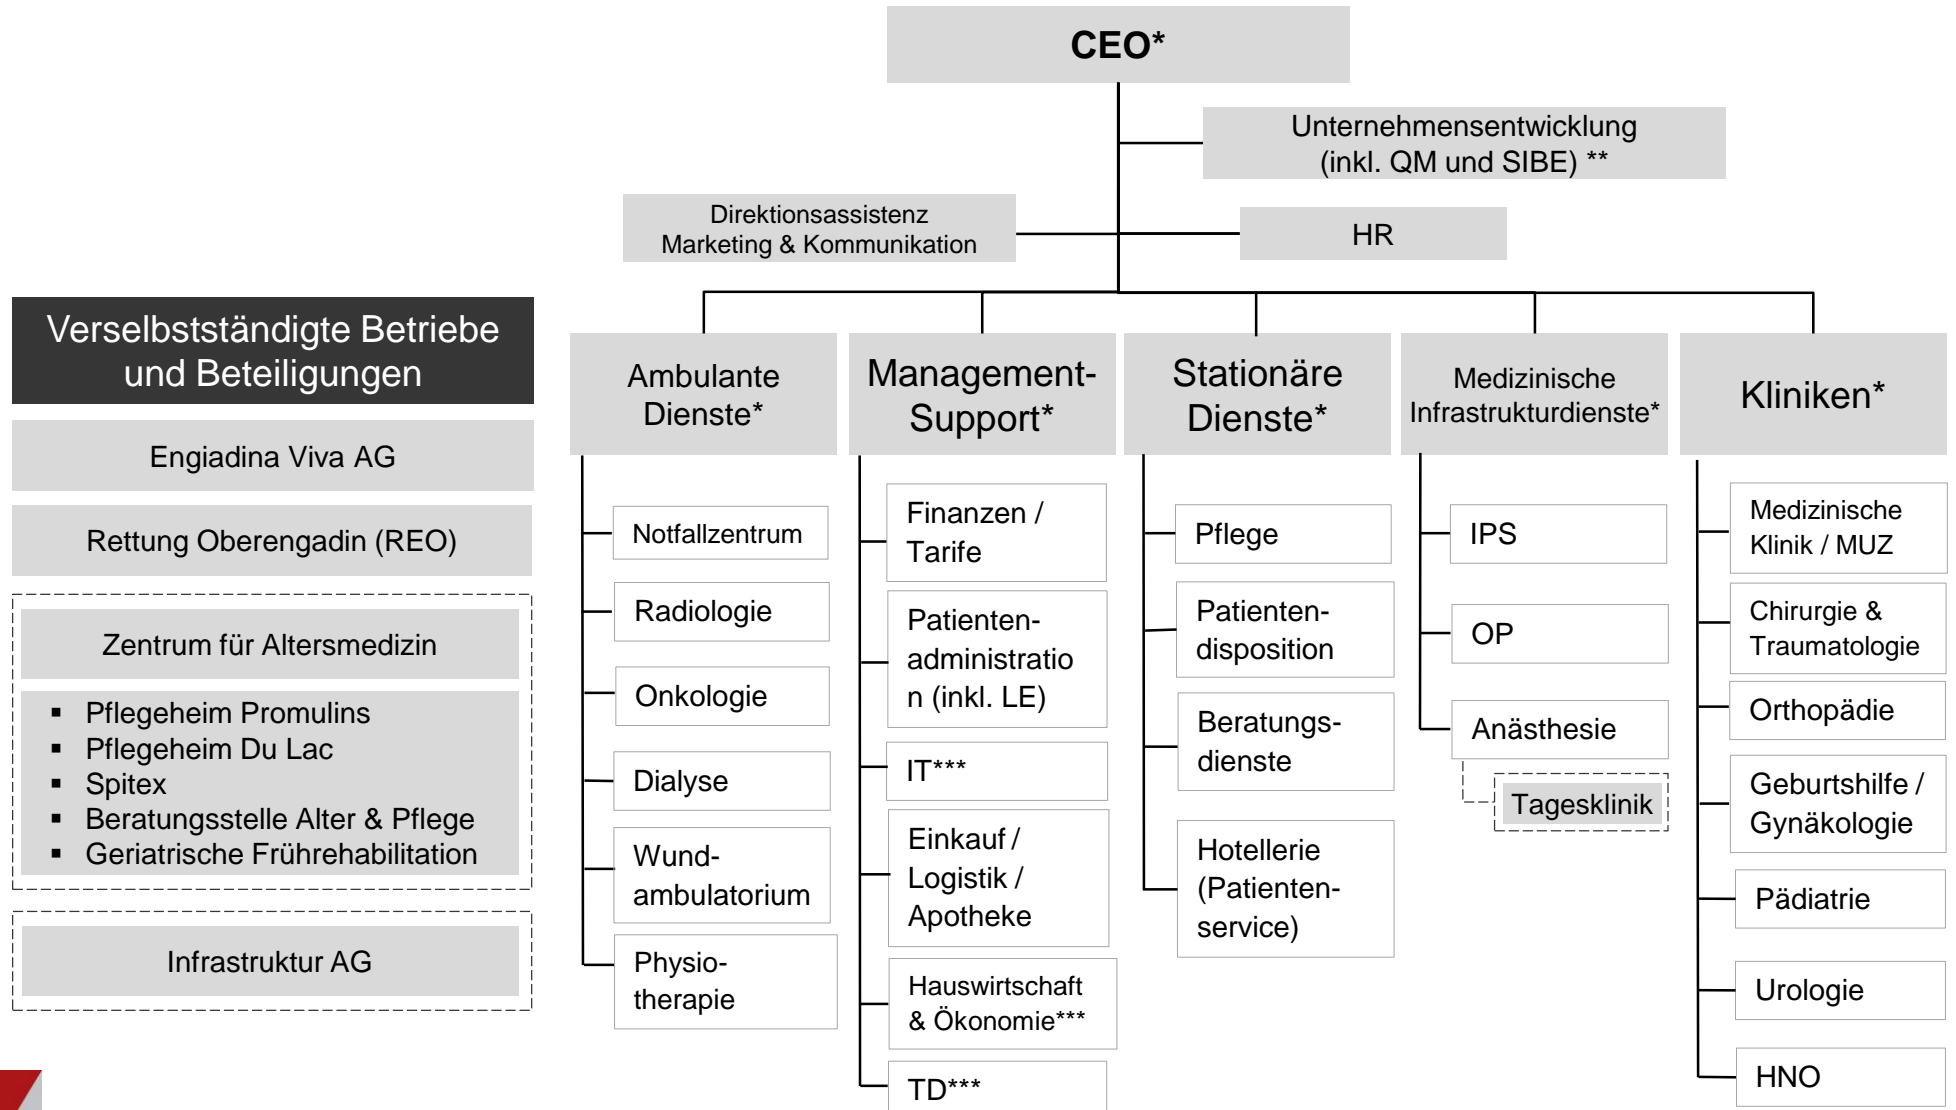 CEO*
Unternehmensentwicklung
(inkl. QM und SIBE) **
Direktionsassistenz
Marketing & Kommunikation
HR
Verselbstständigte Betriebe
und Beteiligungen
Engiadina Viva AG
Rettung Oberengadin (REO)
Zentrum für Altersmedizin
▪ Pflegeheim Promulins
▪ Pflegeheim Du Lac
▪ Spitex
▪ Beratungsstelle Alter & Pflege
▪ Geriatrische Frührehabilitation
Infrastruktur AG
Ambulante
Dienste*
Notfallzentrum
Radiologie
Onkologie
Dialyse
Wund-
ambulatorium
Physio-
therapie
Management-
Support*
Finanzen /
Tarife
Patienten-
administratio
n (inkl. LE)
IT***
Einkauf /
Logistik /
Apotheke
Hauswirtschaft
& Ökonomie***
TD***
Stationäre
Dienste*
Pflege
Patienten-
disposition
Beratungs-
dienste
Hotellerie
(Patienten-
service)
Medizinische
Infrastrukturdienste*
IPS
OP
Anästhesie
Tagesklinik
Kliniken*
Medizinische
Klinik / MUZ
Chirurgie &
Traumatologie
Orthopädie
Geburtshilfe /
Gynäkologie
Pädiatrie
Urologie
HNO